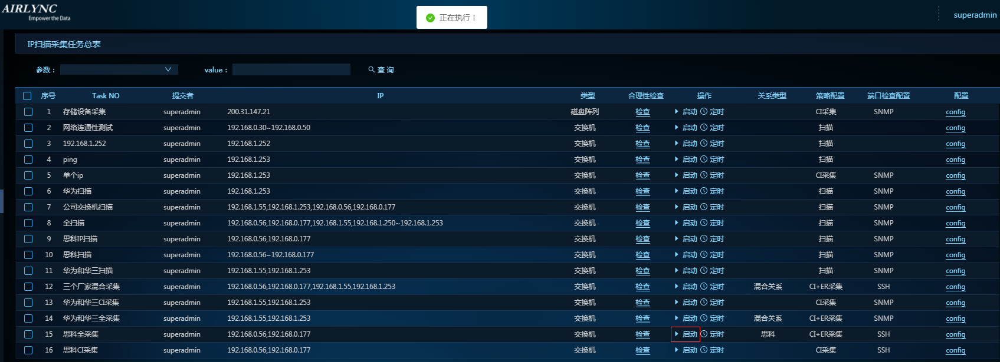 AIRLYNC
Empower the Data
正在执行！
superadmin
IP扫描采集任务总表
参数： value： 查 询
序号 Task NO 提交者 IP 类型 合理性检查 操作 关系类型 策略配置 端口检查配置 配置
1 存储设备采集 superadmin 200.31.147.21 磁盘阵列 检查 启动 定时 CI采集 SNMP config
2 网络连通性测试 superadmin 192.168.0.30~192.168.0.50 交换机 检查 启动 定时 扫描 config
3 192.168.1.252 superadmin 192.168.1.252 交换机 检查 启动 定时 扫描 config
4 ping superadmin 192.168.1.253 交换机 检查 启动 定时 扫描 config
5 单个ip superadmin 192.168.1.253 交换机 检查 启动 定时 CI采集 SNMP config
6 华为扫描 superadmin 192.168.1.253 交换机 检查 启动 定时 扫描 SNMP config
7 公司交换机扫描 superadmin 192.168.1.55,192.168.1.253,192.168.0.56,192.168.0.177 交换机 检查 启动 定时 扫描 SNMP config
8 全扫描 superadmin 192.168.0.56,192.168.0.177,192.168.1.55,192.168.1.250~192.168.1.253 交换机 检查 启动 定时 扫描 SNMP config
9 思科IP扫描 superadmin 192.168.0.56,192.168.0.177 交换机 检查 启动 定时 扫描 SNMP config
10 思科扫描 superadmin 192.168.0.56~192.168.0.177 交换机 检查 启动 定时 扫描 SNMP config
11 华为和华三扫描 superadmin 192.168.1.55,192.168.1.253 交换机 检查 启动 定时 扫描 SNMP config
12 三个厂家混合采集 superadmin 192.168.0.56,192.168.0.177,192.168.1.55,192.168.1.253 交换机 检查 启动 定时 混合关系 CI+ER采集 SSH config
13 华为和华三CI采集 superadmin 192.168.1.55,192.168.1.253 交换机 检查 启动 定时 CI采集 SNMP config
14 华为和华三全采集 superadmin 192.168.1.55,192.168.1.253 交换机 检查 启动 定时 混合关系 CI+ER采集 SNMP config
15 思科全采集 superadmin 192.168.0.56,192.168.0.177 交换机 检查 启动 定时 思科 CI+ER采集 SSH config
16 思科CI采集 superadmin 192.168.0.56,192.168.0.177 交换机 检查 启动 定时 CI采集 SSH config